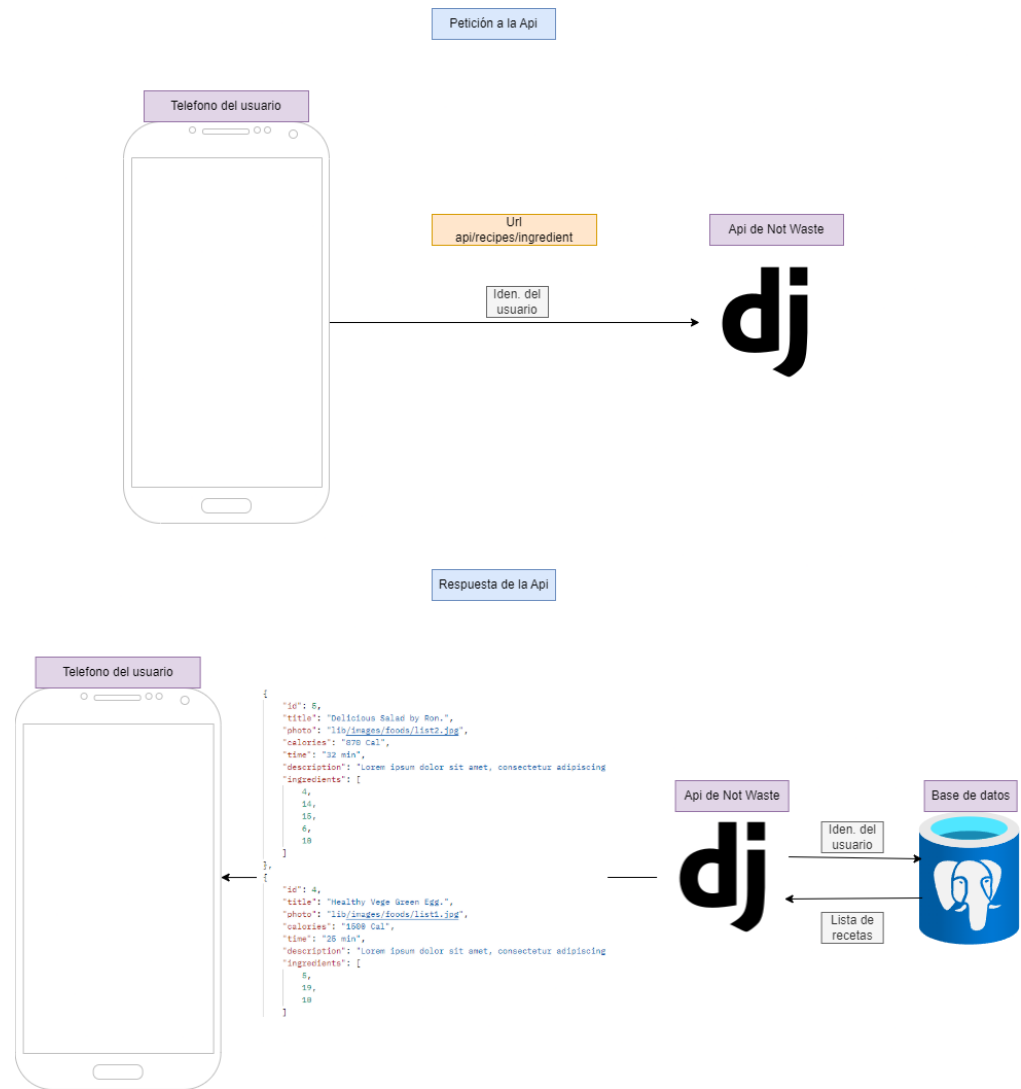 Petición a la Api
Telefono del usuario
Url
api/recipes/ingredient
Api de Not Waste
Iden. del
usuario
dj
Respuesta de la Api
Telefono del usuario
{
"id": 5,
"title": "Delicious Salad by Ron.",
"photo": "lib/images/foods/list2.jpg",
"calories": "870 Cal",
"time": "32 min",
"description": "Lorem ipsum dolor sit amet, consectetur adipiscing
"ingredients": [
4,
14,
15,
6,
10
]
},
{
"id": 4,
"title": "Healthy Vege Green Egg.",
"photo": "lib/images/foods/list1.jpg",
"calories": "1500 Cal",
"time": "25 min",
"description": "Lorem ipsum dolor sit amet, consectetur adipiscing
"ingredients": [
5,
19,
10
]
Api de Not Waste
dj
Base de datos
Iden. del
usuario
Lista de
recetas